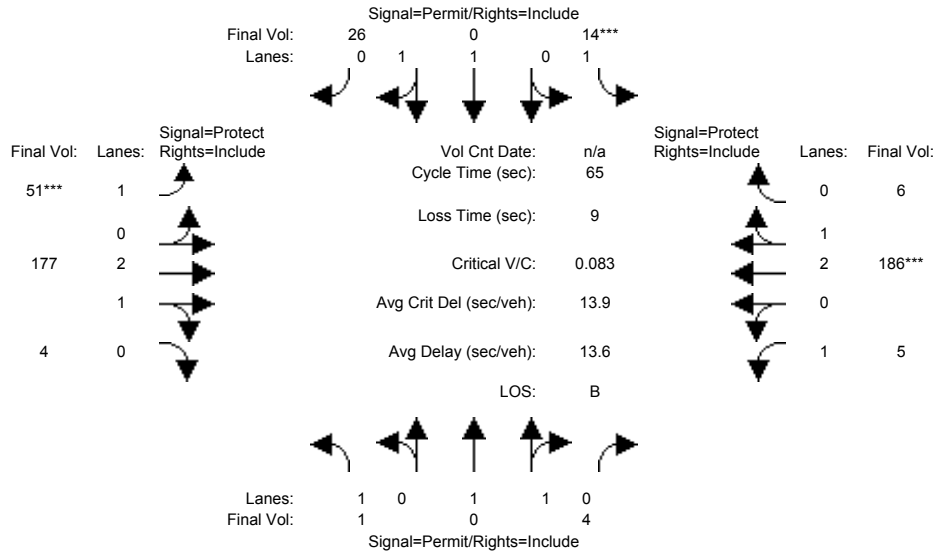 Signal=Permit/Rights=Include
Final Vol: 26 0 14***
Lanes: 0 1 1 0 1
Signal=Protect Signal=Protect
Final Vol: Lanes: Rights=Include Vol Cnt Date: n/a Rights=Include Lanes: Final Vol:
Cycle Time (sec): 65
51*** 1 0 6
Loss Time (sec): 9
0 1
177 2 Critical V/C: 0.083 2 186***
1 Avg Crit Del (sec/veh): 13.9 0
4 0 Avg Delay (sec/veh): 13.6 1 5
LOS: B
Lanes: 1 0 1 1 0
Final Vol: 1 0 4
Signal=Permit/Rights=Include